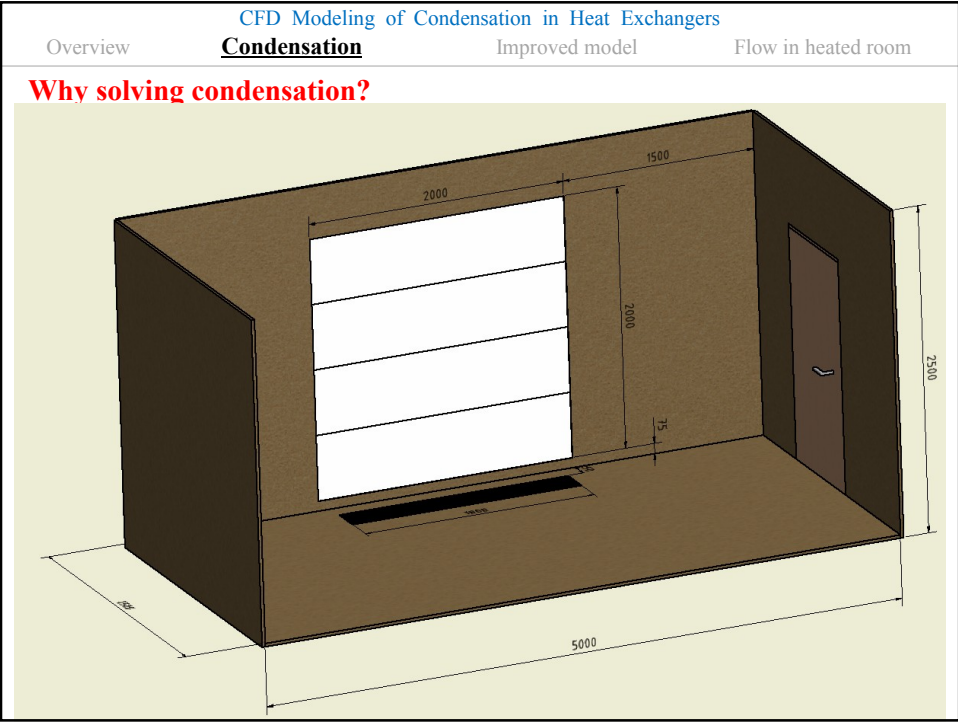 CFD Modeling of Condensation in Heat Exchangers
Overview Condensation Improved model Flow in heated room
Why solving condensation?
1500
2000
2000
2500
75
5000